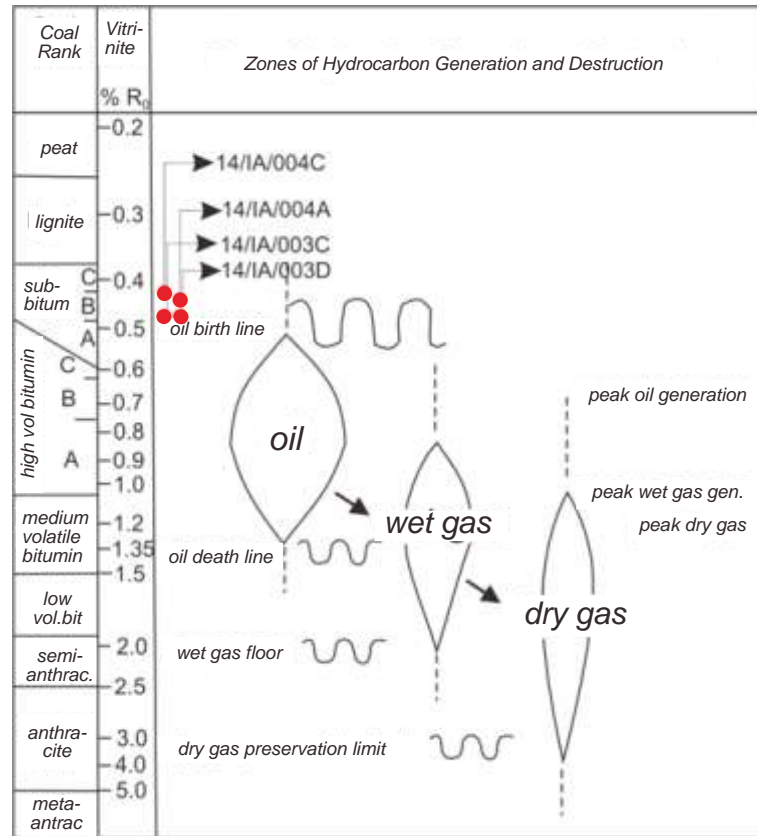 Coal
Rank
Vitri-
nite
% R₀
Zones of Hydrocarbon Generation and Destruction
0.2
peat
14/IA/004C
14/IA/004A
0.3
lignite
14/IA/003C
14/IA/003D
C
0.4
sub-
bitum
B
0.5
oil birth line
A
C
0.6
B
0.7
peak oil generation
0.8
high vol bitumin
oil
A
0.9
1.0
peak wet gas gen.
medium
volatile
bitumin
1.2
wet gas
peak dry gas
1.35
oil death line
1.5
low
vol.bit
dry gas
2.0
semi-
anthrac.
wet gas floor
2.5
anthra-
cite
3.0
dry gas preservation limit
4.0
5.0
meta-
antrac